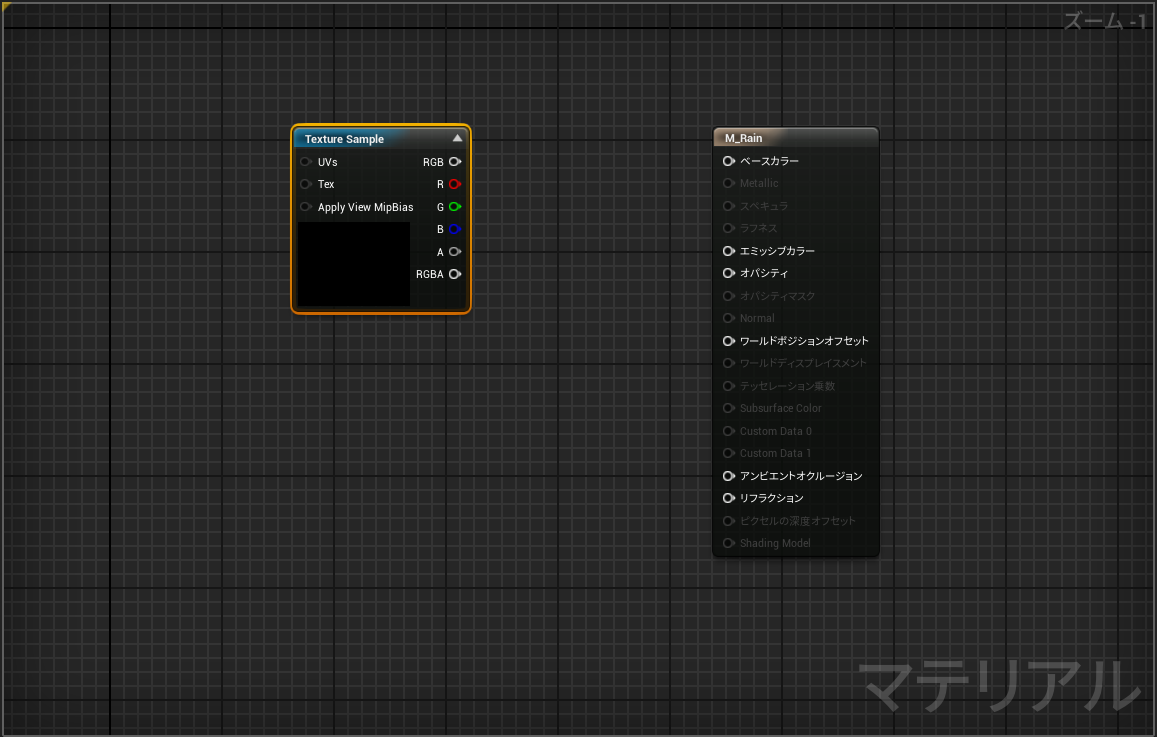 ズーム -1
Texture Sample
UVs
RGB
Tex
R
Apply View MipBias
G
B
A
RGBA
M_Rain
ベースカラー
Metallic
スペキュラ
ラフネス
エミッシブカラー
オパシティ
オパシティマスク
Normal
ワールドポジションオフセット
ワールドディスプレイスメント
テッセレーション乗数
Subsurface Color
Custom Data 0
Custom Data 1
アンビエントオクルージョン
リフラクション
ピクセルの深度オフセット
Shading Model
マテリアル